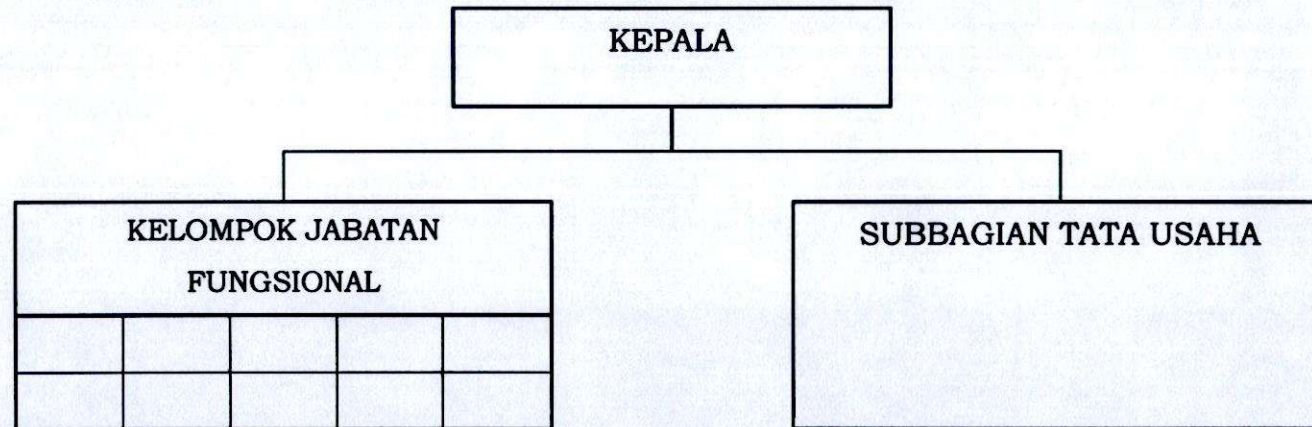 KEPALA
KELOMPOK JABATAN
FUNGSIONAL
SUBBAGIAN TATA USAHA